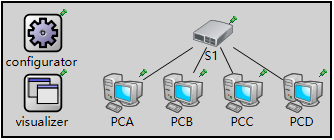 configurator
visualizer
S1
PCA PCB PCC PCD